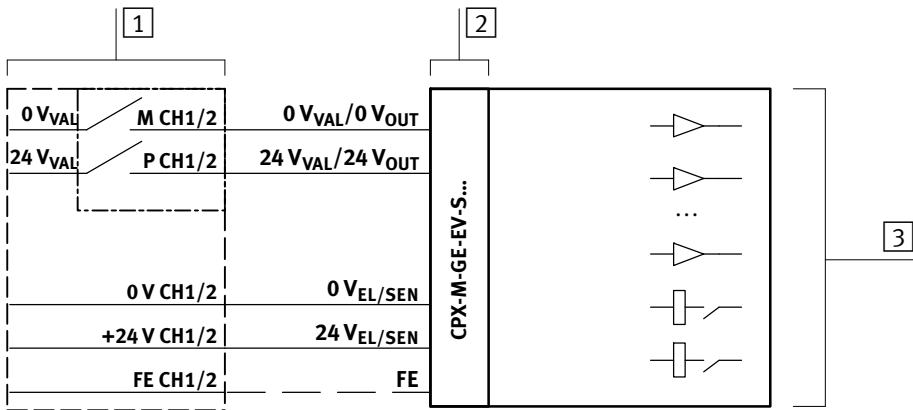 1
2
0 VVAL
M CH1/2
0 VVAL/0 VOUT
24 VVAL
P CH1/2
24 VVAL/24 VOUT
CPX-M-GE-EV-S...
...
3
0 V CH1/2
0 VEL/SEN
+24 V CH1/2
24 VEL/SEN
FE CH1/2
FE